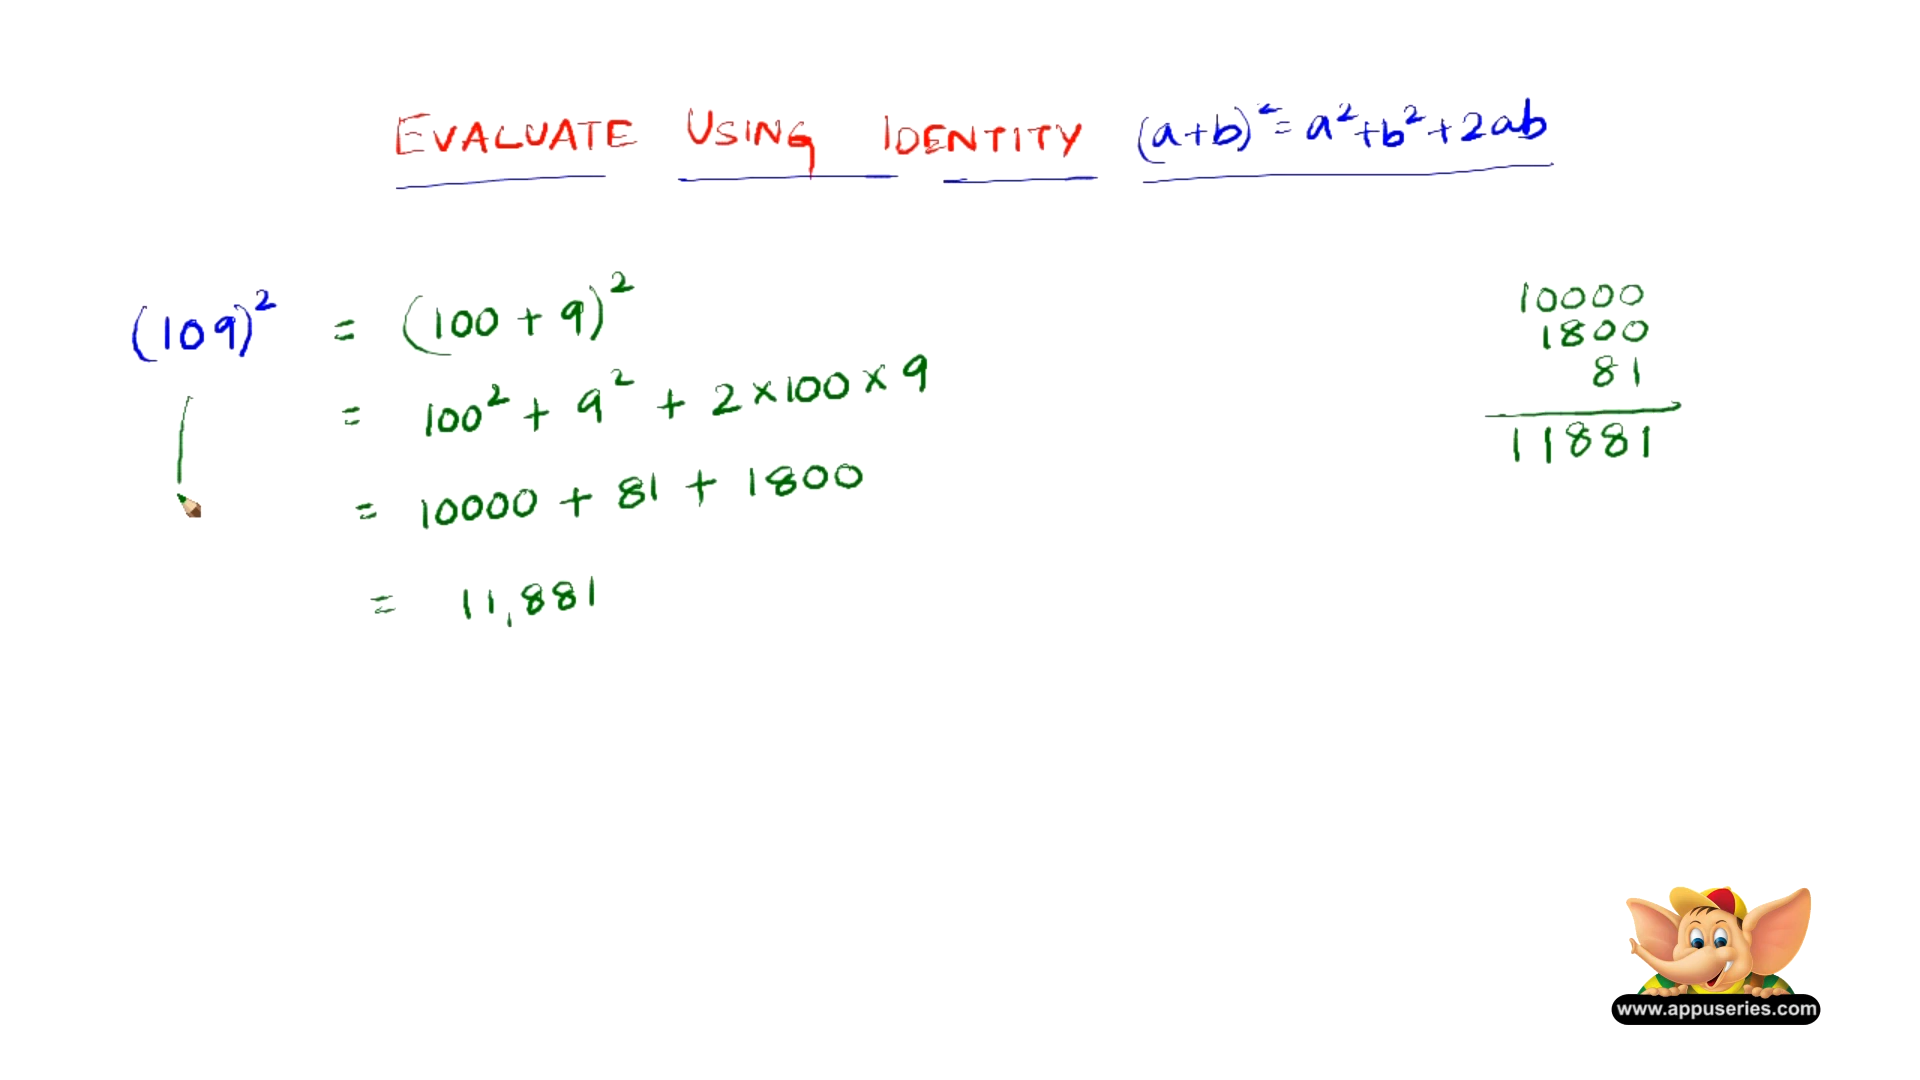 EVALUATE USING IDENTITY (a+b)²= a²+b²+2ab
(109)² = (100 + 9)²
= 100² + 9² + 2 × 100 × 9
= 10000 + 81 + 1800
= 11,881
10000
1800
81
11881
www.appuseries.com